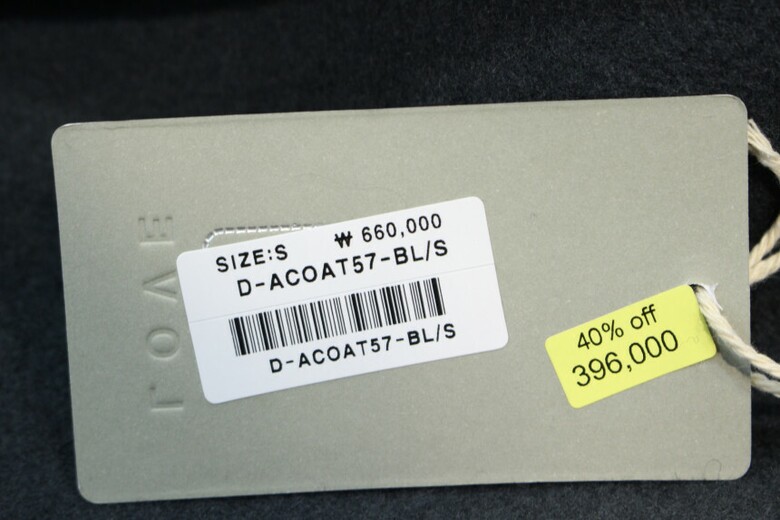 SIZE:S ₩ 660,000
D-ACOAT57-BL/S
D-ACOAT57-BL/S
40% off
396,000